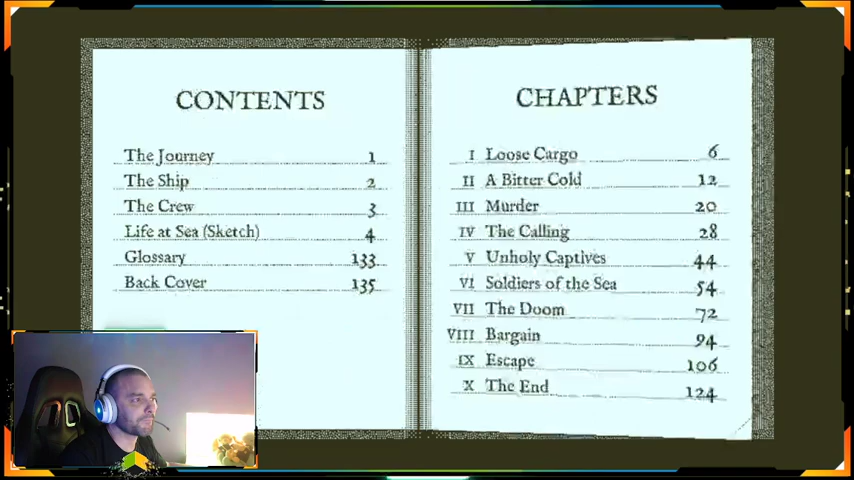 CONTENTS
The Journey 1
The Ship 2
The Crew 3
Life at Sea (Sketch) 4
Glossary 133
Back Cover 135
CHAPTERS
I Loose Cargo 6
II A Bitter Cold 12
III Murder 20
IV The Calling 28
V Unholy Captives 44
VI Soldiers of the Sea 54
VII The Doom 72
VIII Bargain 94
IX Escape 106
X The End 124